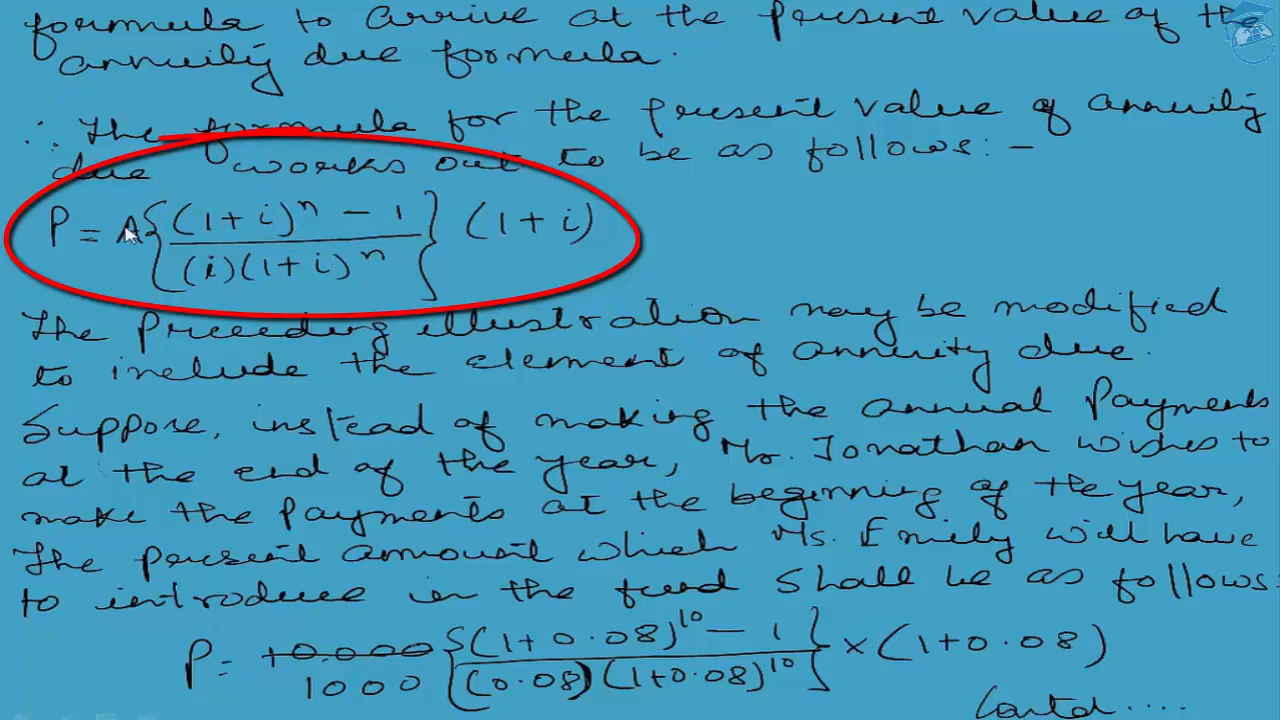 formula to arrive at the present value of the
annuity due formula.
∴ The formula for the present value of annuity
due works out to be as follows: –
P = A{((1+i)ⁿ – 1)/((i)(1+i)ⁿ)} (1+i)
The preceeding illustration may be modified
to include the element of annuity due.
Suppose, instead of making the annual payments
at the end of the year, Mr. Jonathan wishes to
make the payments at the beginning of the year,
The present amount which Ms. Emily will have
to introduce in the fund shall be as follows:
P = ~~10,000~~ 1000 {((1+0.08)¹⁰ – 1)/((0.08)(1+0.08)¹⁰)} × (1+0.08)
Contd....